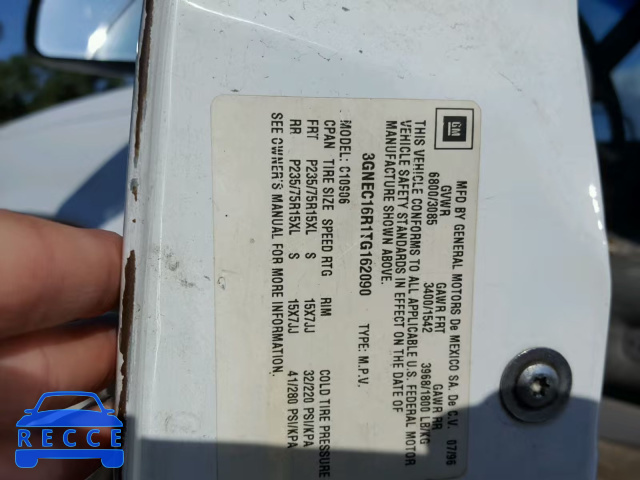 GM
MFD BY GENERAL MOTORS De MEXICO SA. De C.V. 07/96
GVWR GAWR FRT GAWR RR
6800/3085 3400/1542 3968/1800 LB/KG
THIS VEHICLE CONFORMS TO ALL APPLICABLE U.S. FEDERAL MOTOR
VEHICLE SAFETY STANDARDS IN EFFECT ON THE DATE OF
MANUFACTURE SHOWN ABOVE.
3GNEC16R1TG162090 TYPE: M.P.V.
MODEL: C10906
CPAN TIRE SIZE SPEED RTG RIM COLD TIRE PRESSURE
FRT P235/75R15XL S 15X7JJ 32/220 PSI/KPA
RR P235/75R15XL S 15X7JJ 41/280 PSI/KPA
SEE OWNER'S MANUAL FOR MORE INFORMATION.
RECCE